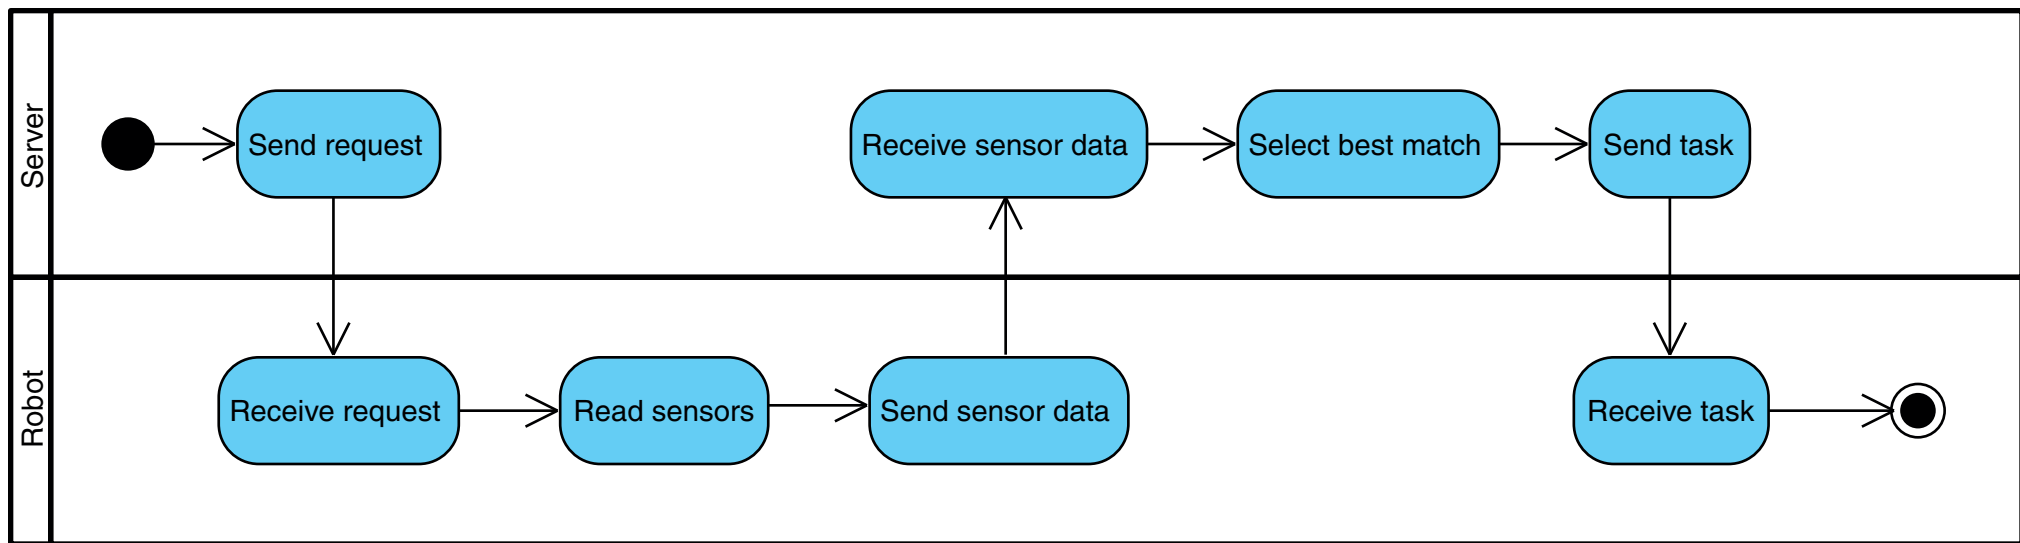 Server
Send request
Receive sensor data
Select best match
Send task
Robot
Receive request
Read sensors
Send sensor data
Receive task